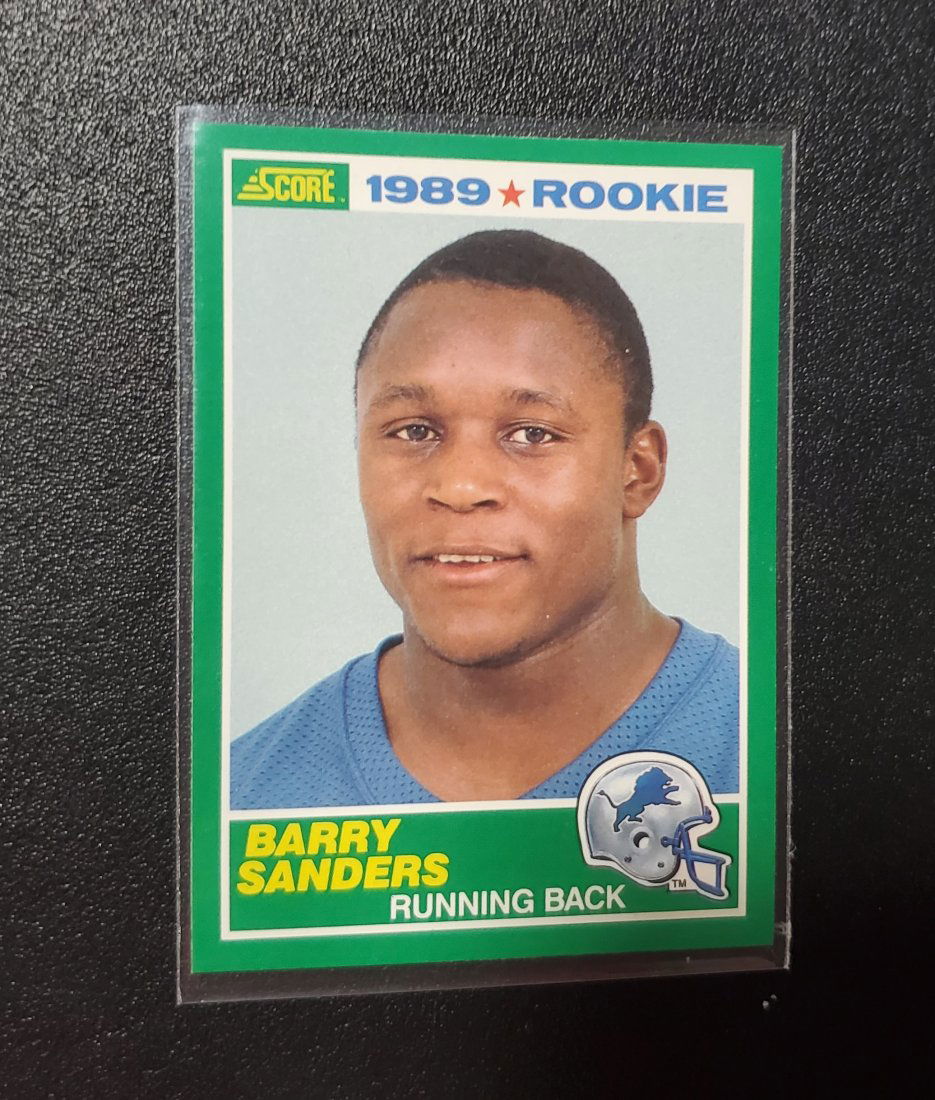 SCORE 1989 ★ ROOKIE
BARRY
SANDERS
RUNNING BACK
TM